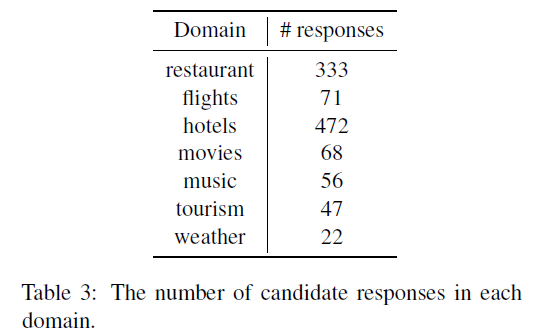 Domain # responses
restaurant 333
flights 71
hotels 472
movies 68
music 56
tourism 47
weather 22
Table 3: The number of candidate responses in each
domain.